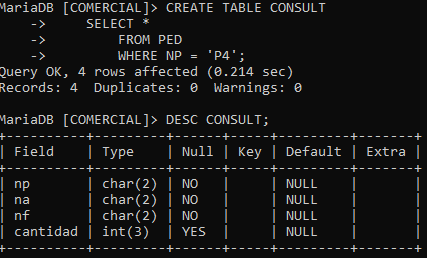 MariaDB [COMERCIAL]> CREATE TABLE CONSULT
    ->     SELECT *
    ->         FROM PED
    ->         WHERE NP = 'P4';
Query OK, 4 rows affected (0.214 sec)
Records: 4  Duplicates: 0  Warnings: 0

MariaDB [COMERCIAL]> DESC CONSULT;
+----------+---------+------+-----+---------+-------+
| Field    | Type    | Null | Key | Default | Extra |
+----------+---------+------+-----+---------+-------+
| np       | char(2) | NO   |     | NULL    |       |
| na       | char(2) | NO   |     | NULL    |       |
| nf       | char(2) | NO   |     | NULL    |       |
| cantidad | int(3)  | YES  |     | NULL    |       |
+----------+---------+------+-----+---------+-------+